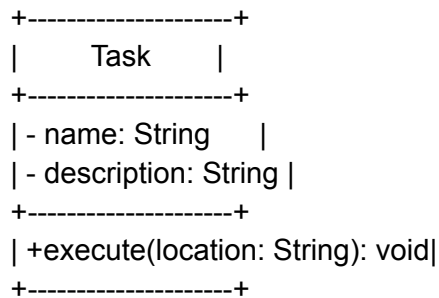 +---------------------+
|        Task        |
+---------------------+
| - name: String      |
| - description: String |
+---------------------+
| +execute(location: String): void|
+---------------------+